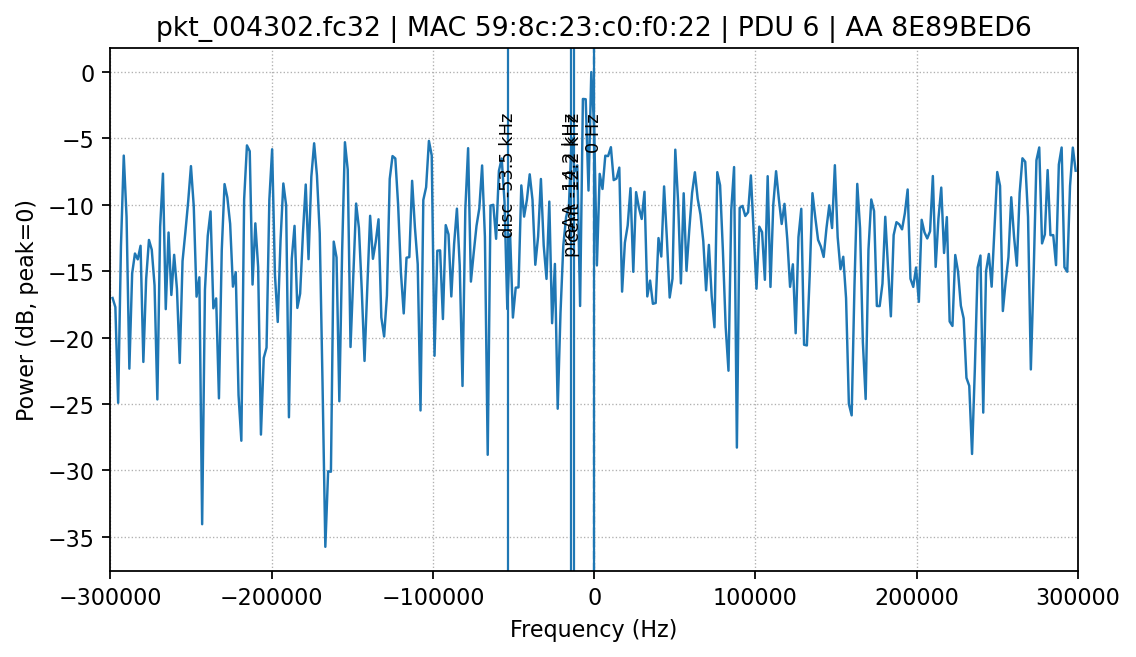 pkt_004302.fc32 | MAC 59:8c:23:c0:f0:22 | PDU 6 | AA 8E89BED6
Power (dB, peak=0)
0
−5
−10
−15
−20
−25
−30
−35
disc -53.5 kHz
kHz
0 Hz
−300000
−200000
−100000
0
100000
200000
300000
Frequency (Hz)